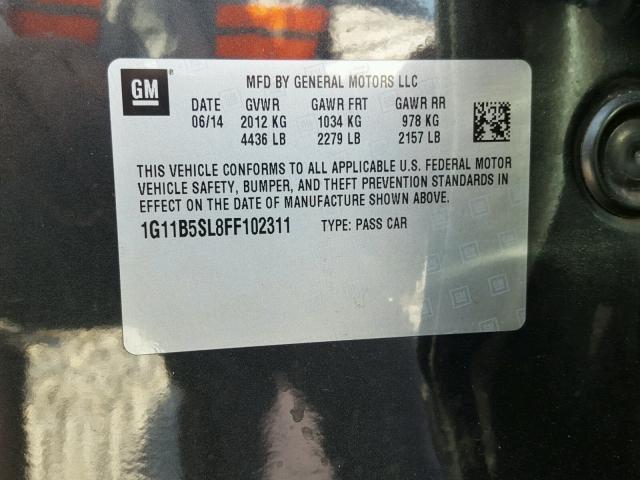 GM
MFD BY GENERAL MOTORS LLC
DATE GVWR GAWR FRT GAWR RR
06/14 2012 KG 1034 KG 978 KG
4436 LB 2279 LB 2157 LB
THIS VEHICLE CONFORMS TO ALL APPLICABLE U.S. FEDERAL MOTOR
VEHICLE SAFETY, BUMPER, AND THEFT PREVENTION STANDARDS IN
EFFECT ON THE DATE OF MANUFACTURE SHOWN ABOVE.
1G11B5SL8FF102311 TYPE: PASS CAR